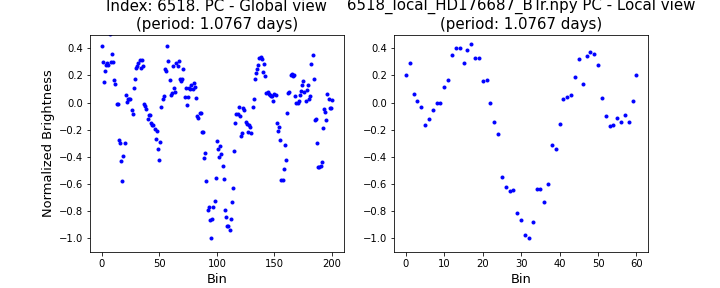 Index: 6518. PC - Global view
(period: 1.0767 days)
6518_local_HD176687_BTr.npy PC - Local view
(period: 1.0767 days)
Normalized Brightness
0.4
0.2
0.0
−0.2
−0.4
−0.6
−0.8
−1.0
0 50 100 150 200
Bin
0.4
0.2
0.0
−0.2
−0.4
−0.6
−0.8
−1.0
0 10 20 30 40 50 60
Bin